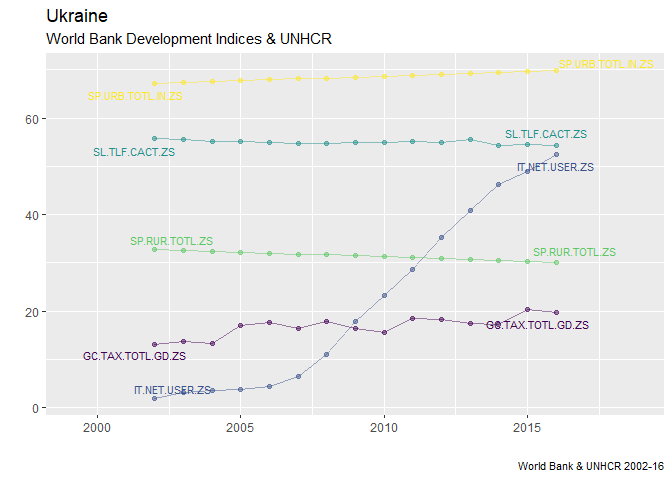 Ukraine
World Bank Development Indices & UNHCR
SP.URB.TOTL.IN.ZS
SP.URB.TOTL.IN.ZS
60
SL.TLF.CACT.ZS
SL.TLF.CACT.ZS
IT.NET.USER.ZS
40
SP.RUR.TOTL.ZS
SP.RUR.TOTL.ZS
20
GC.TAX.TOTL.GD.ZS
GC.TAX.TOTL.GD.ZS
IT.NET.USER.ZS
0
2000 2005 2010 2015
World Bank & UNHCR 2002-16